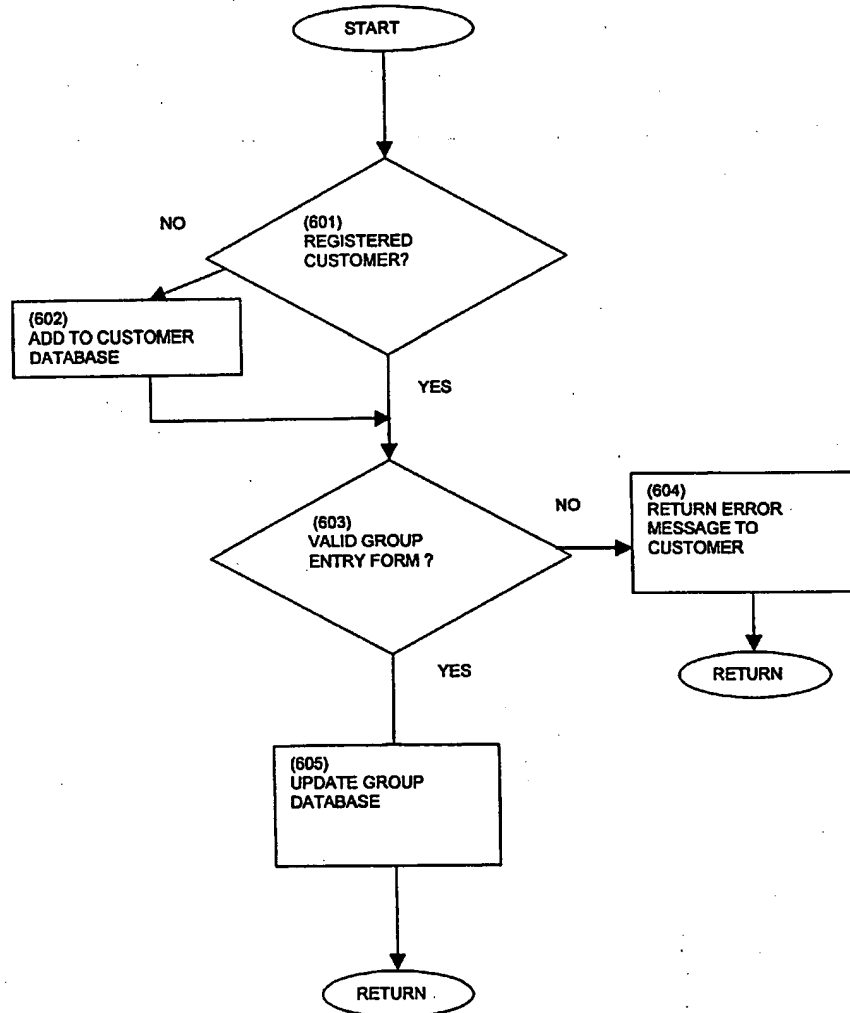 START
NO
(601)
REGISTERED
CUSTOMER?
(602)
ADD TO CUSTOMER
DATABASE
YES
(603)
VALID GROUP
ENTRY FORM ?
NO
(604)
RETURN ERROR
MESSAGE TO
CUSTOMER
YES
RETURN
(605)
UPDATE GROUP
DATABASE
RETURN